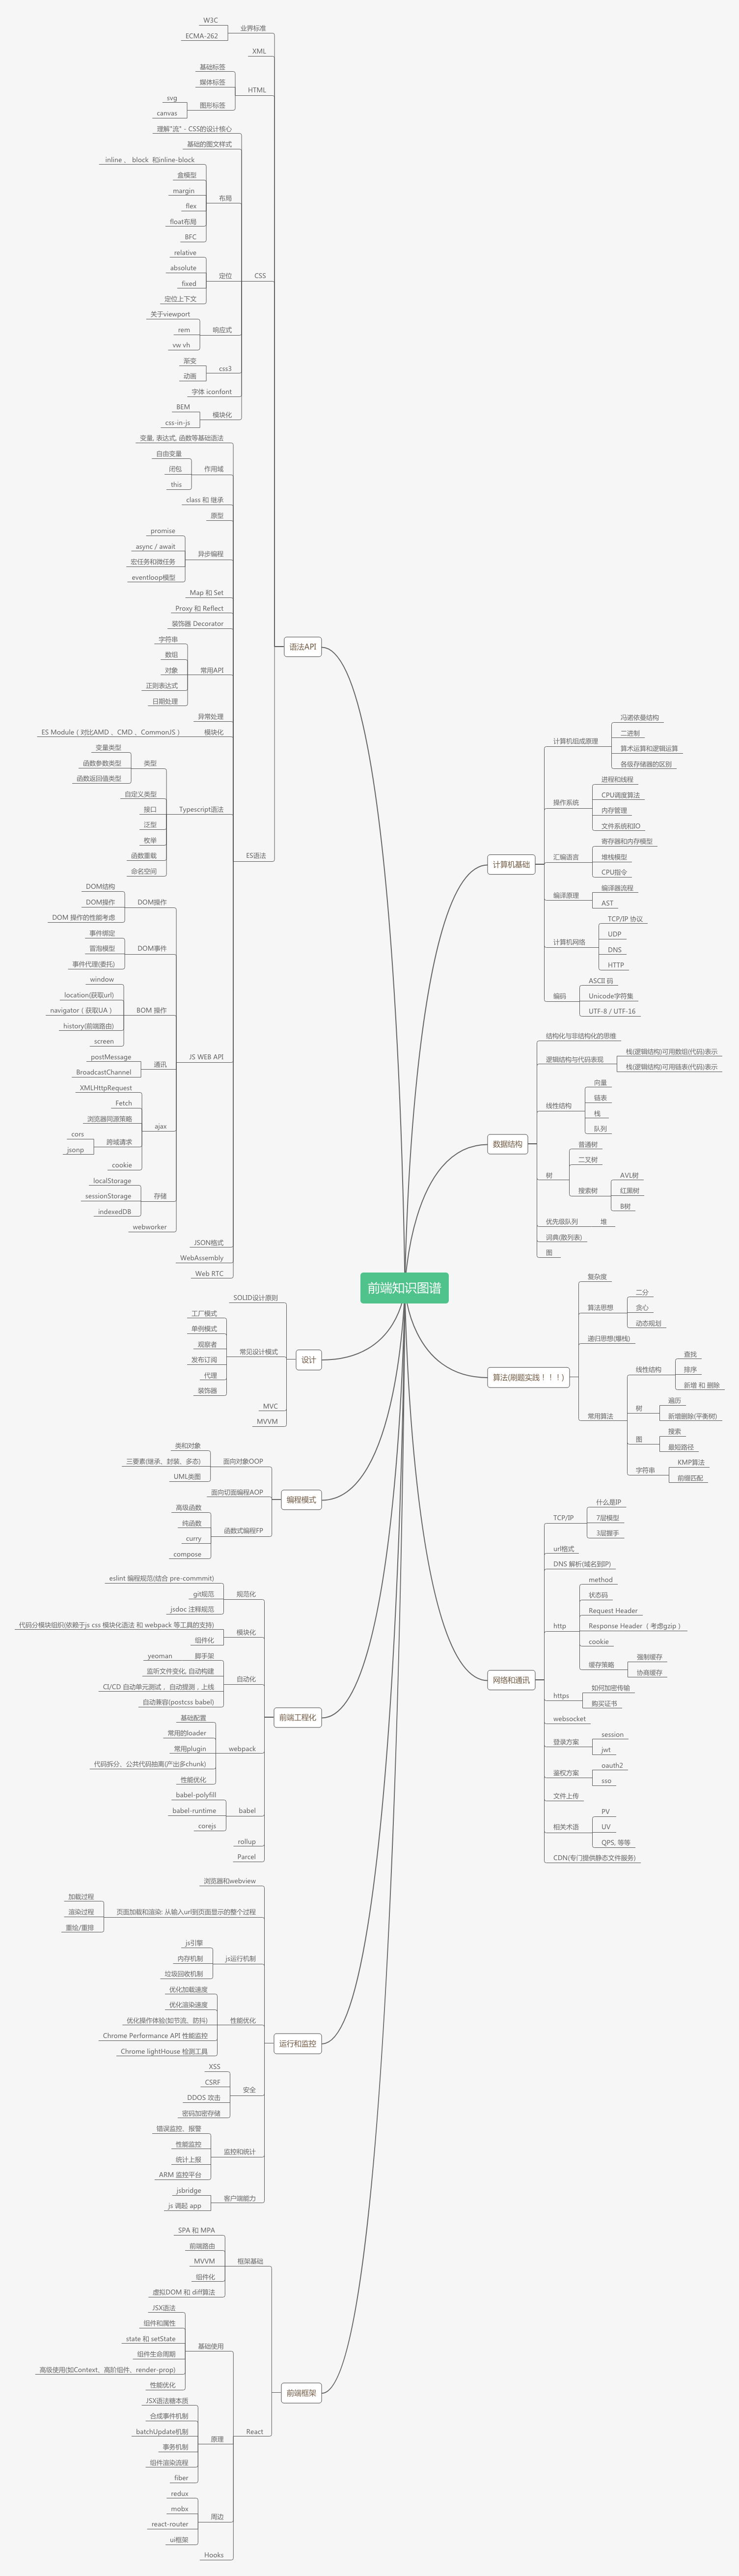 前端知识图谱
语法API
业界标准
W3C
ECMA-262
XML
HTML
基础标签
媒体标签
图形标签
svg
canvas
CSS
理解"流" - CSS的设计核心
基础的图文样式
布局
inline 、 block 和inline-block
盒模型
margin
flex
float布局
BFC
定位
relative
absolute
fixed
定位上下文
响应式
关于viewport
rem
vw vh
css3
渐变
动画
字体 iconfont
模块化
BEM
css-in-js
ES语法
变量, 表达式, 函数等基础语法
作用域
自由变量
闭包
this
class 和 继承
原型
异步编程
promise
async / await
宏任务和微任务
eventloop模型
Map 和 Set
Proxy 和 Reflect
装饰器 Decorator
常用API
字符串
数组
对象
正则表达式
日期处理
异常处理
模块化
ES Module ( 对比AMD 、 CMD 、 CommonJS )
Typescript语法
类型
变量类型
函数参数类型
函数返回值类型
自定义类型
接口
泛型
枚举
函数重载
命名空间
JS WEB API
DOM操作
DOM结构
DOM操作
DOM 操作的性能考虑
DOM事件
事件绑定
冒泡模型
事件代理(委托)
BOM 操作
window
location(获取url)
navigator ( 获取UA )
history(前端路由)
screen
通讯
postMessage
BroadcastChannel
ajax
XMLHttpRequest
Fetch
浏览器同源策略
跨域请求
cors
jsonp
cookie
存储
localStorage
sessionStorage
indexedDB
webworker
JSON格式
WebAssembly
Web RTC
设计
SOLID设计原则
常见设计模式
工厂模式
单例模式
观察者
发布订阅
代理
装饰器
MVC
MVVM
编程模式
面向对象OOP
类和对象
三要素(继承、封装、多态)
UML类图
面向切面编程AOP
函数式编程FP
高级函数
纯函数
curry
compose
前端工程化
规范化
eslint 编程规范(结合 pre-commmit)
git规范
jsdoc 注释规范
模块化
代码分模块组织(依赖于js css 模块化语法 和 webpack 等工具的支持)
组件化
自动化
脚手架
yeoman
监听文件变化, 自动构建
CI/CD 自动单元测试 、 自动提测 , 上线
自动兼容(postcss babel)
webpack
基础配置
常用的loader
常用plugin
代码拆分、公共代码抽离(产出多chunk)
性能优化
babel
babel-polyfill
babel-runtime
corejs
rollup
Parcel
运行和监控
浏览器和webview
页面加载和渲染: 从输入url到页面显示的整个过程
加载过程
渲染过程
重绘/重排
js运行机制
js引擎
内存机制
垃圾回收机制
性能优化
优化加载速度
优化渲染速度
优化操作体验(如节流、防抖)
Chrome Performance API 性能监控
Chrome lightHouse 检测工具
安全
XSS
CSRF
DDOS 攻击
密码加密存储
监控和统计
错误监控、报警
性能监控
统计上报
ARM 监控平台
客户端能力
jsbridge
js 调起 app
前端框架
框架基础
SPA 和 MPA
前端路由
MVVM
组件化
虚拟DOM 和 diff算法
React
基础使用
JSX语法
组件和属性
state 和 setState
组件生命周期
高级使用(如Context、高阶组件、render-prop)
性能优化
原理
JSX语法糖本质
合成事件机制
batchUpdate机制
事务机制
组件渲染流程
fiber
周边
redux
mobx
react-router
ui框架
Hooks
计算机基础
计算机组成原理
冯诺依曼结构
二进制
算术运算和逻辑运算
各级存储器的区别
操作系统
进程和线程
CPU调度算法
内存管理
文件系统和IO
汇编语言
寄存器和内存模型
堆栈模型
CPU指令
编译原理
编译器流程
AST
计算机网络
TCP/IP 协议
UDP
DNS
HTTP
编码
ASCII 码
Unicode字符集
UTF-8 / UTF-16
数据结构
结构化与非结构化的思维
逻辑结构与代码表现
栈(逻辑结构)可用数组(代码)表示
栈(逻辑结构)可用链表(代码)表示
线性结构
向量
链表
栈
队列
树
普通树
二叉树
搜索树
AVL树
红黑树
B树
优先级队列
堆
词典(散列表)
图
算法(刷题实践！！！)
复杂度
算法思想
二分
贪心
动态规划
递归思想(爆栈)
常用算法
线性结构
查找
排序
新增 和 删除
树
遍历
新增删除(平衡树)
图
搜索
最短路径
字符串
KMP算法
前缀匹配
网络和通讯
TCP/IP
什么是IP
7层模型
3层握手
url格式
DNS 解析(域名到IP)
http
method
状态码
Request Header
Response Header （ 考虑gzip ）
cookie
缓存策略
强制缓存
协商缓存
https
如何加密传输
购买证书
websocket
登录方案
session
jwt
鉴权方案
oauth2
sso
文件上传
相关术语
PV
UV
QPS, 等等
CDN(专门提供静态文件服务)